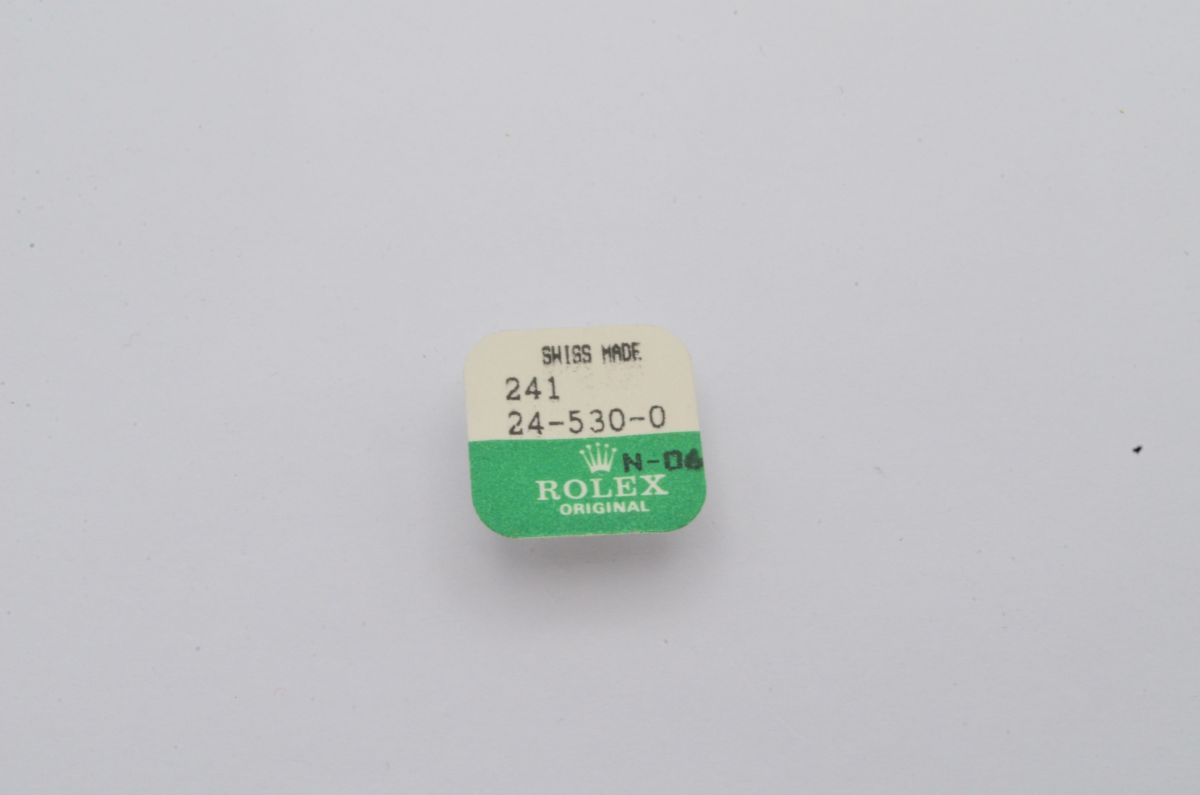 SWISS MADE
241
24-530-0
N-06
ROLEX
ORIGINAL